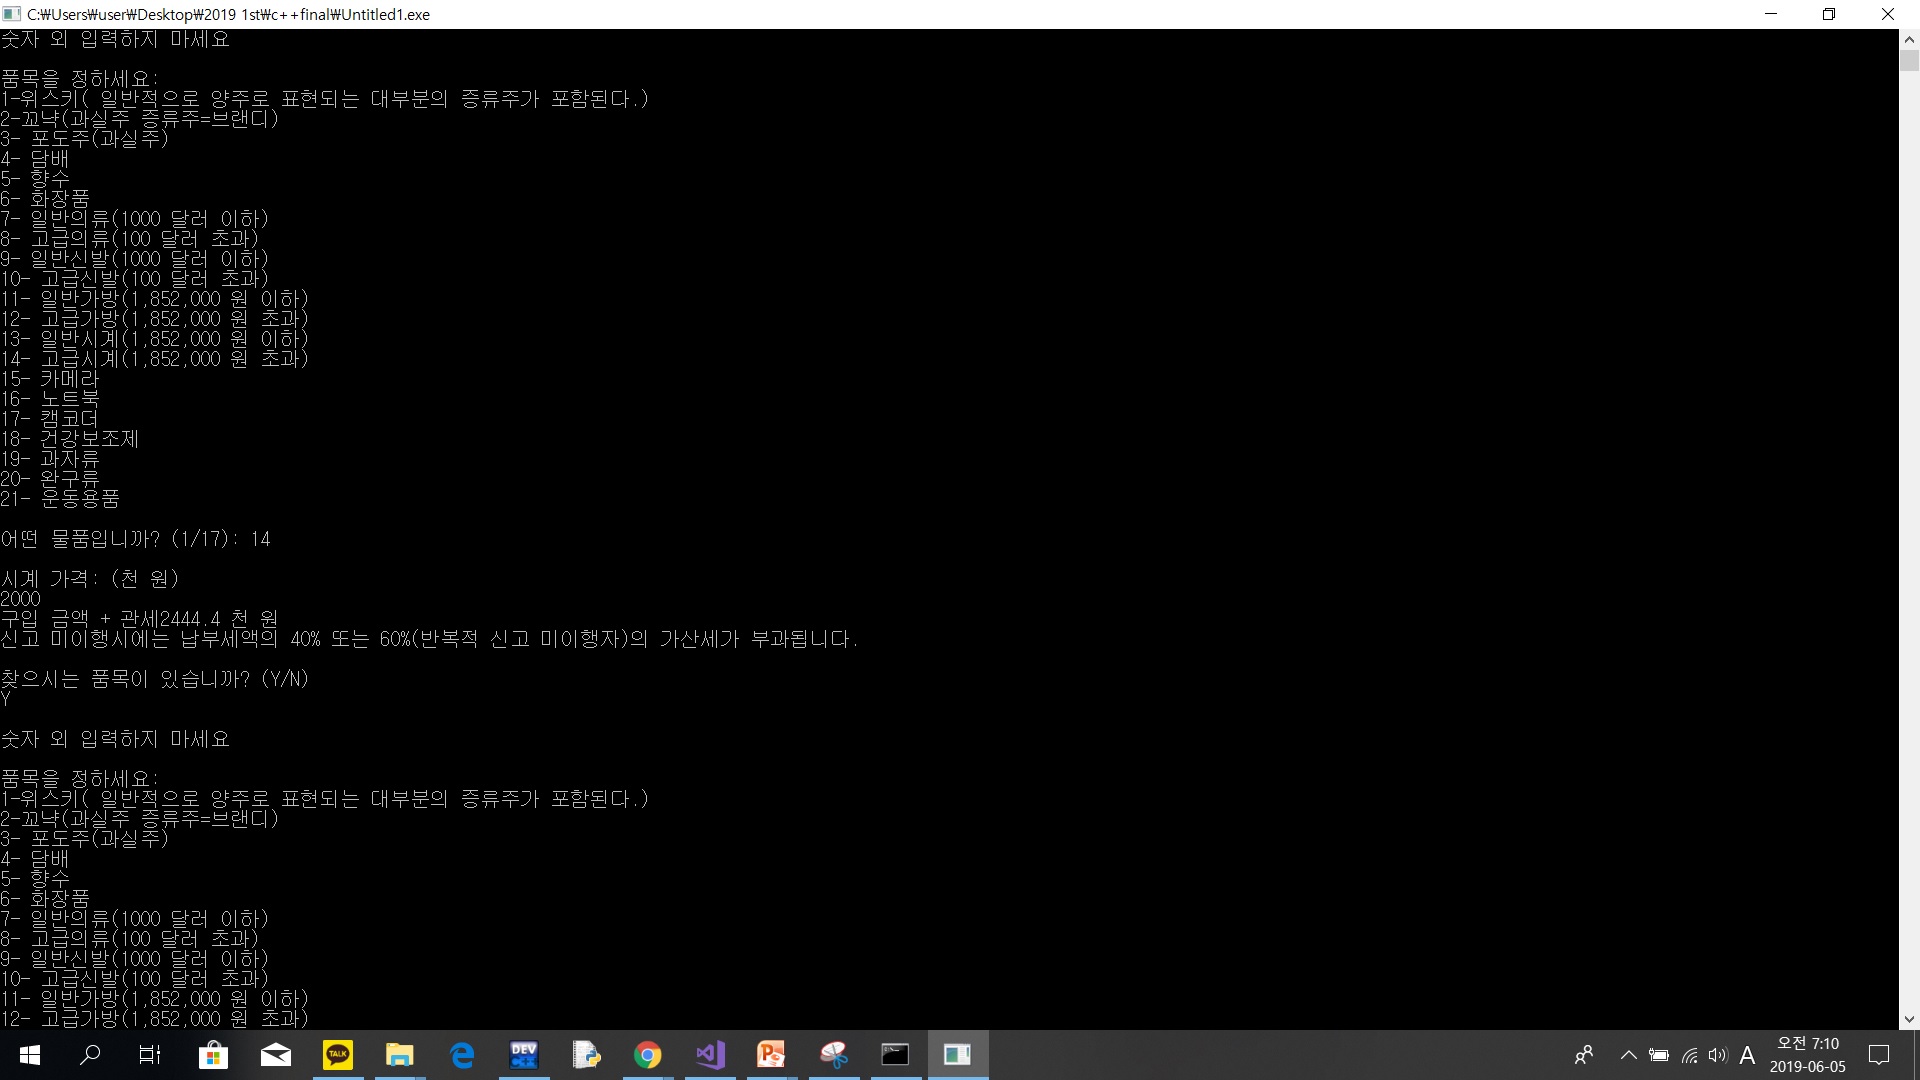 C:\Users\user\Desktop\2019 1st\c++final\Untitled1.exe
숫자 외 입력하지 마세요
품목을 정하세요:
1-위스키( 일반적으로 양주로 표현되는 대부분의 증류주가 포함된다.)
2-꼬냑(과실주 증류주=브랜디)
3- 포도주(과실주)
4- 담배
5- 향수
6- 화장품
7- 일반의류(1000 달러 이하)
8- 고급의류(100 달러 초과)
9- 일반신발(1000 달러 이하)
10- 고급신발(100 달러 초과)
11- 일반가방(1,852,000 원 이하)
12- 고급가방(1,852,000 원 초과)
13- 일반시계(1,852,000 원 이하)
14- 고급시계(1,852,000 원 초과)
15- 카메라
16- 노트북
17- 캠코더
18- 건강보조제
19- 과자류
20- 완구류
21- 운동용품
어떤 물품입니까? (1/17): 14
시계 가격: (천 원)
2000
구입 금액 + 관세2444.4 천 원
신고 미이행시에는 납부세액의 40% 또는 60%(반복적 신고 미이행자)의 가산세가 부과됩니다.
찾으시는 품목이 있습니까? (Y/N)
Y
숫자 외 입력하지 마세요
품목을 정하세요:
1-위스키( 일반적으로 양주로 표현되는 대부분의 증류주가 포함된다.)
2-꼬냑(과실주 증류주=브랜디)
3- 포도주(과실주)
4- 담배
5- 향수
6- 화장품
7- 일반의류(1000 달러 이하)
8- 고급의류(100 달러 초과)
9- 일반신발(1000 달러 이하)
10- 고급신발(100 달러 초과)
11- 일반가방(1,852,000 원 이하)
12- 고급가방(1,852,000 원 초과)
TALK
DEV
C++
A
오전 7:10
2019-06-05